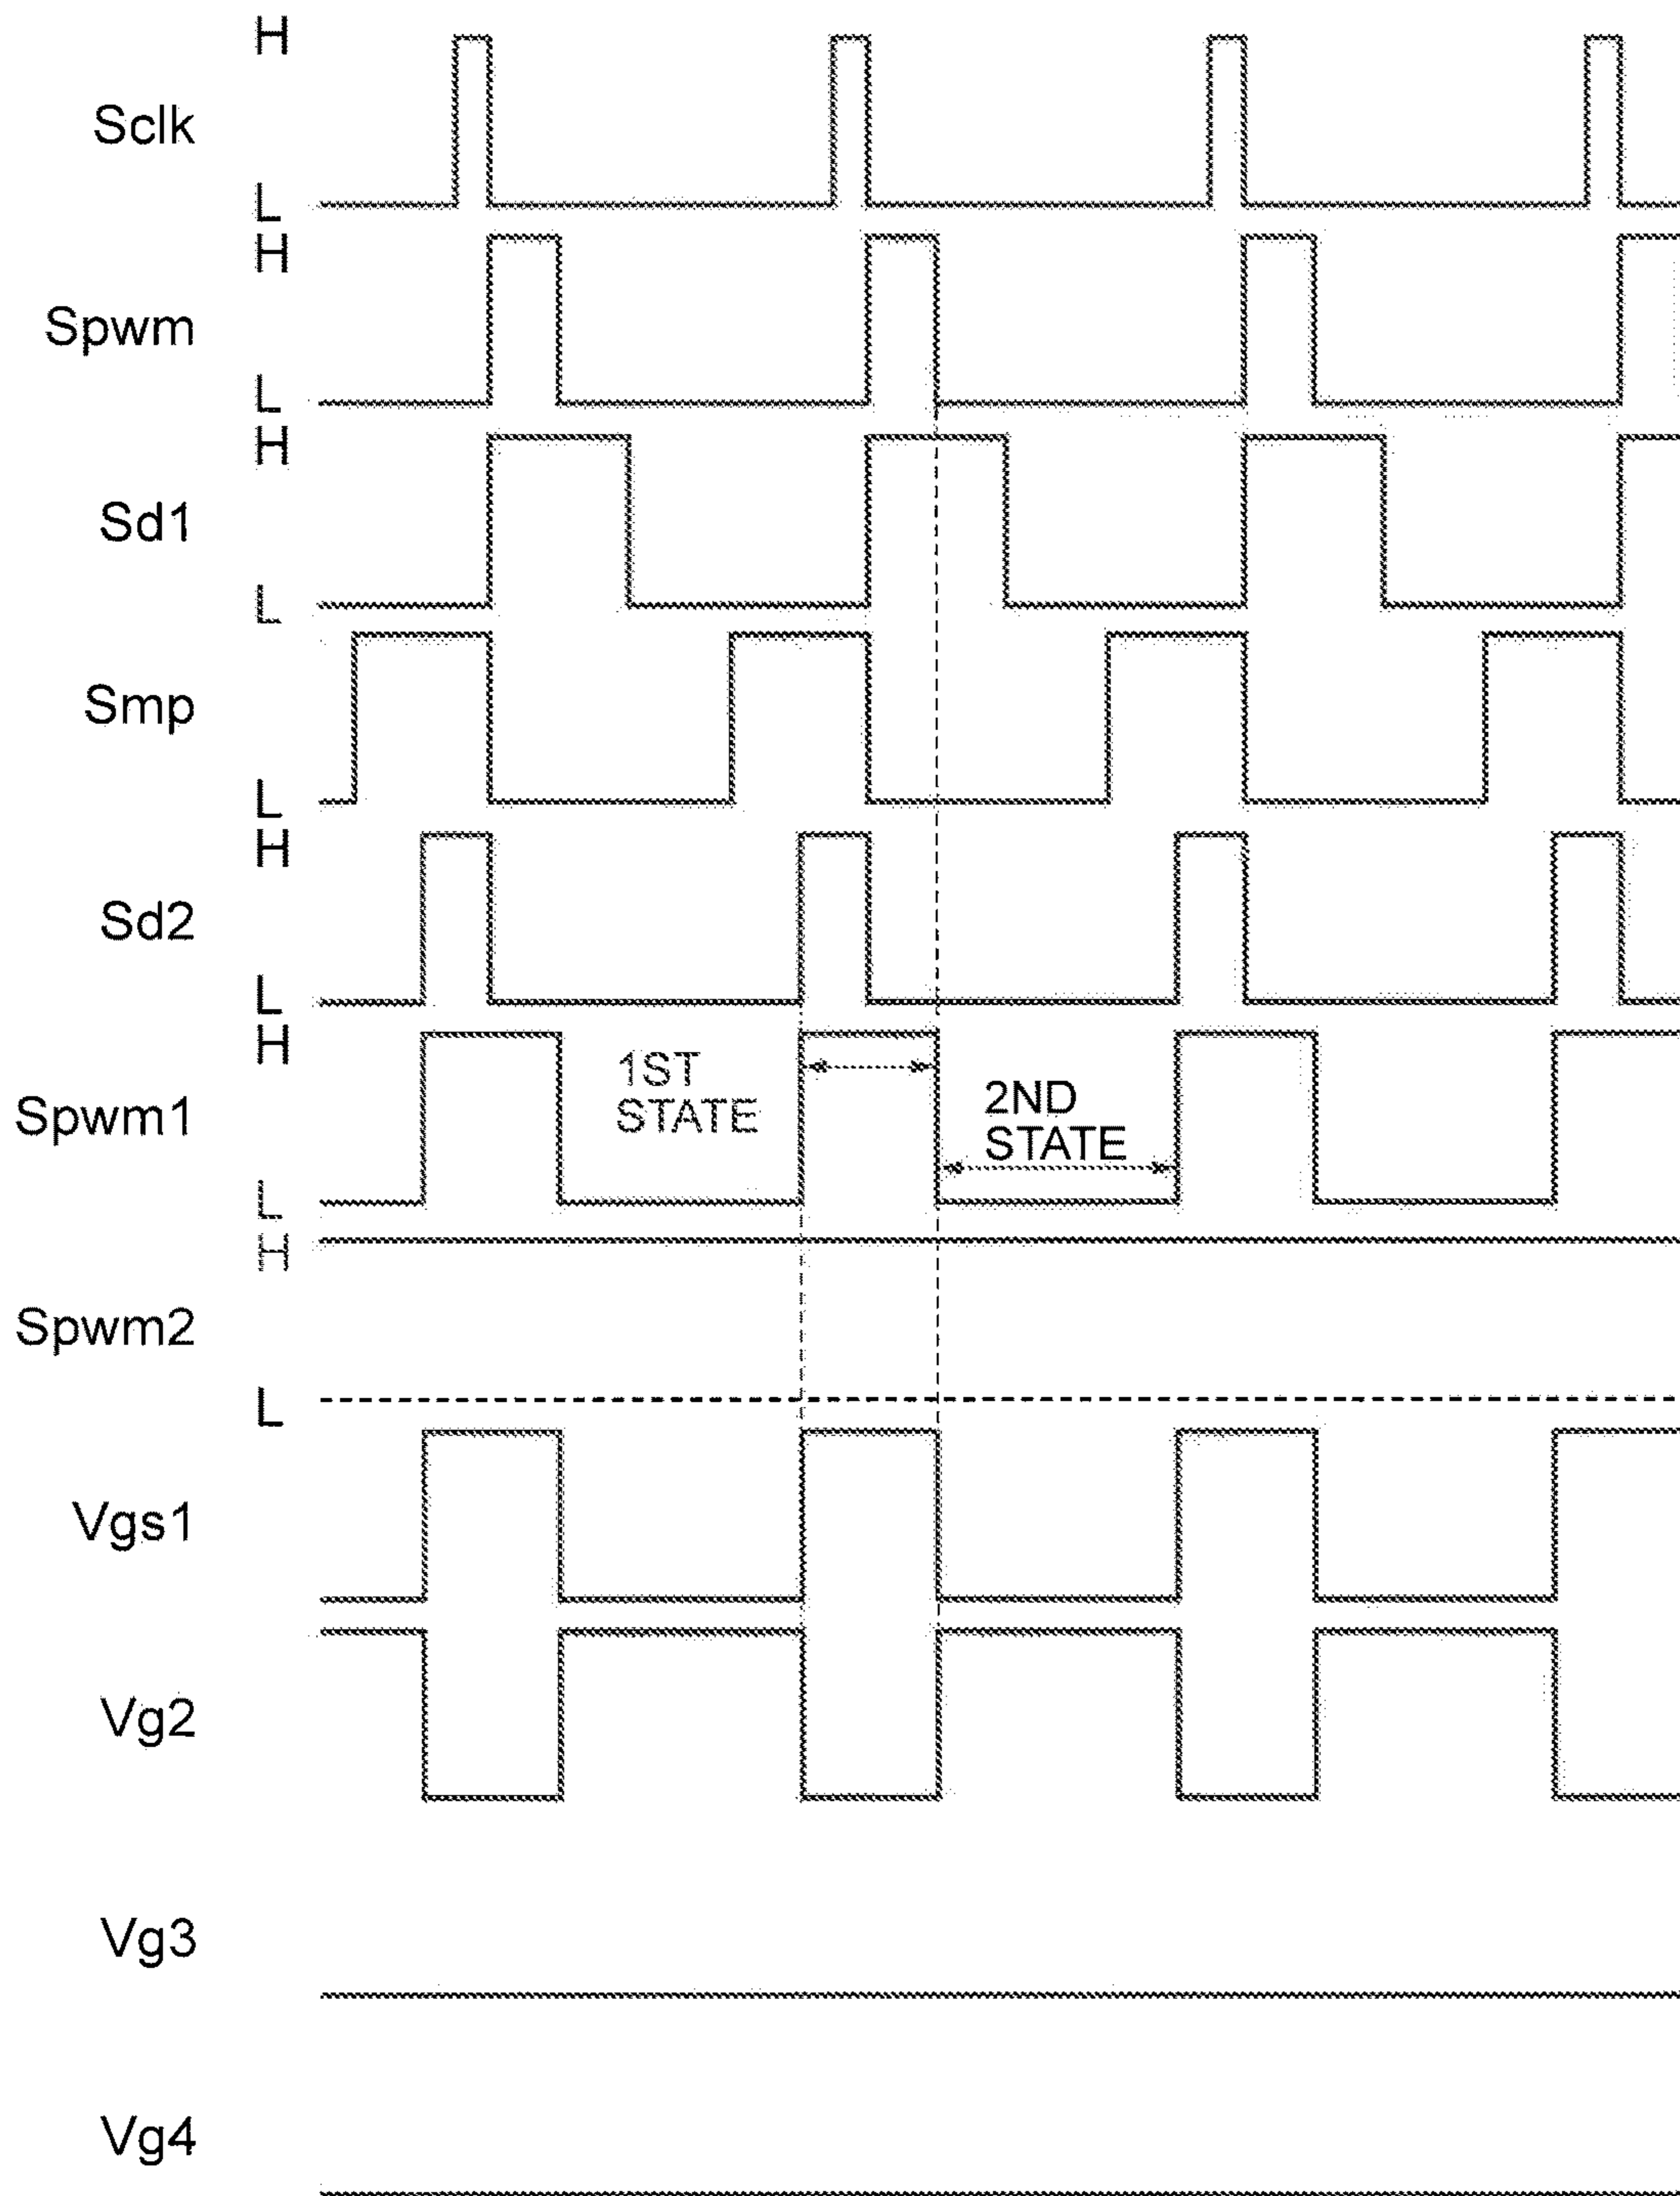 H
Sclk
L
H
Spwm
L
H
Sd1
L
Smp
L
H
Sd2
L
H
1ST
STATE
2ND
STATE
Spwm1
L
H
Spwm2
L
Vgs1
Vg2
Vg3
Vg4